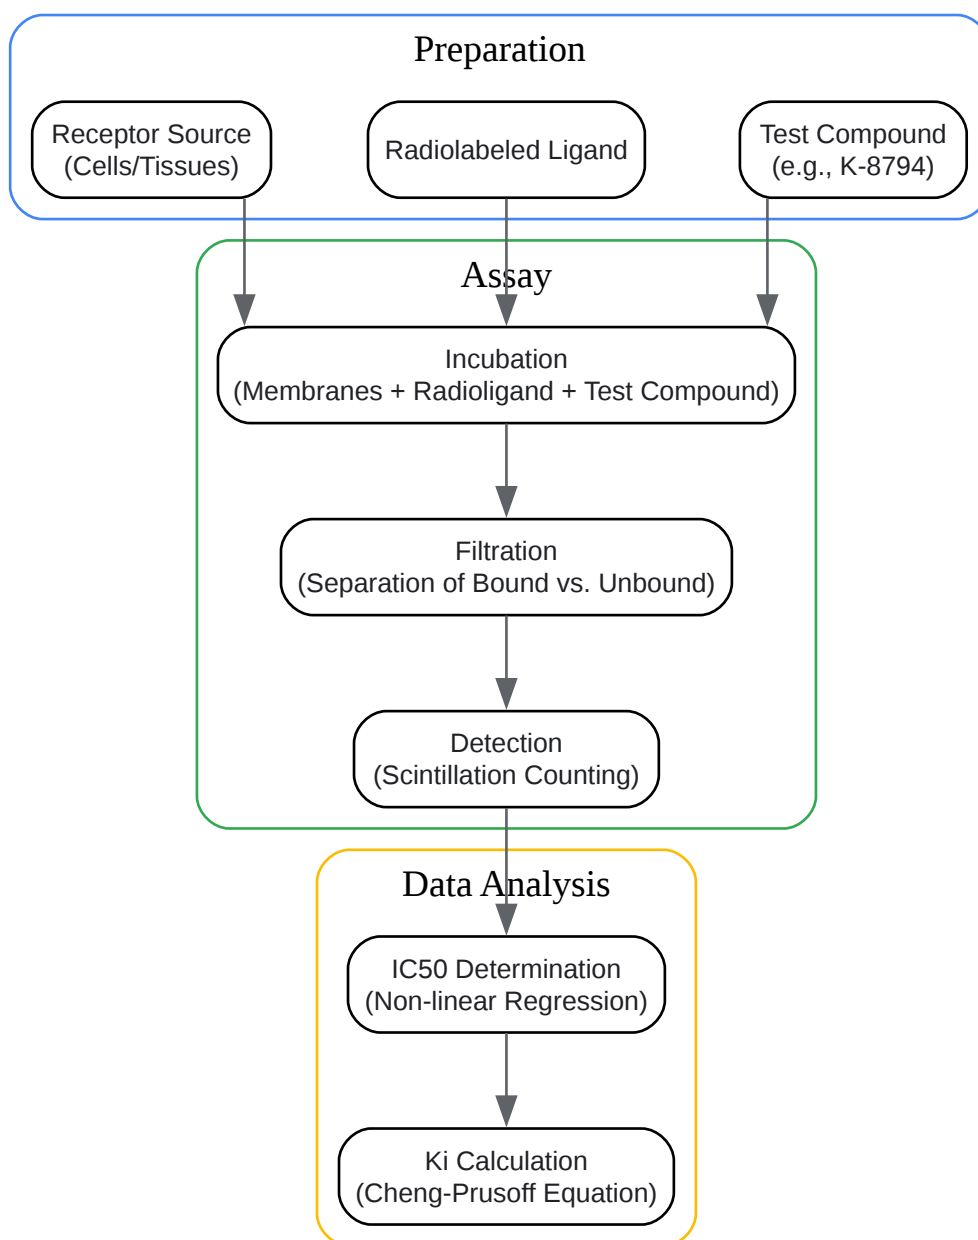 Preparation
Receptor Source
(Cells/Tissues)
Radiolabeled Ligand
Test Compound
(e.g., K-8794)
Assay
Incubation
(Membranes + Radioligand + Test Compound)
Filtration
(Separation of Bound vs. Unbound)
Detection
(Scintillation Counting)
Data Analysis
IC50 Determination
(Non-linear Regression)
Ki Calculation
(Cheng-Prusoff Equation)